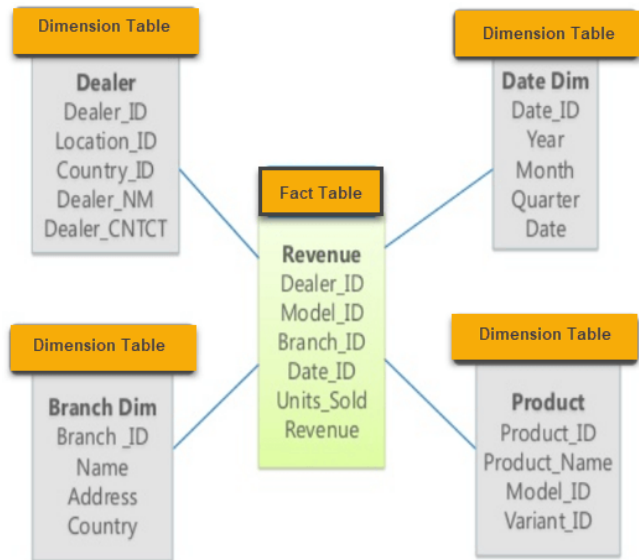 Dimension Table
Dealer
Dealer_ID
Location_ID
Country_ID
Dealer_NM
Dealer_CNTCT
Dimension Table
Date Dim
Date_ID
Year
Month
Quarter
Date
Fact Table
Revenue
Dealer_ID
Model_ID
Branch_ID
Date_ID
Units_Sold
Revenue
Dimension Table
Branch Dim
Branch _ID
Name
Address
Country
Dimension Table
Product
Product_ID
Product_Name
Model_ID
Variant_ID